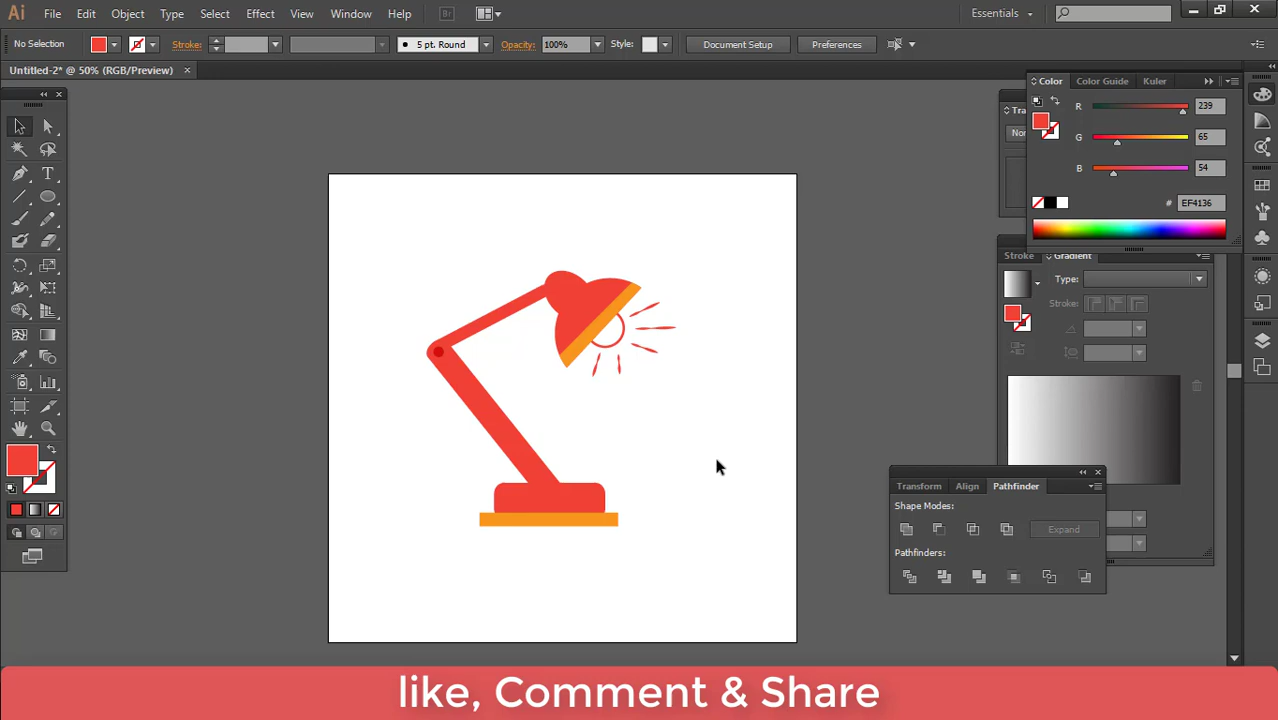 Ai File Edit Object Type Select Effect View Window Help Br Essentials
No Selection Stroke: 5 pt. Round Opacity: 100% Style: Document Setup Preferences
Untitled-2* @ 50% (RGB/Preview)
Color Color Guide Kuler
R 239
G 65
B 54
# EF4136
Tra
Stroke Gradient
Type:
Stroke:
Transform Align Pathfinder
Shape Modes:
Expand
Pathfinders:
like, Comment & Share